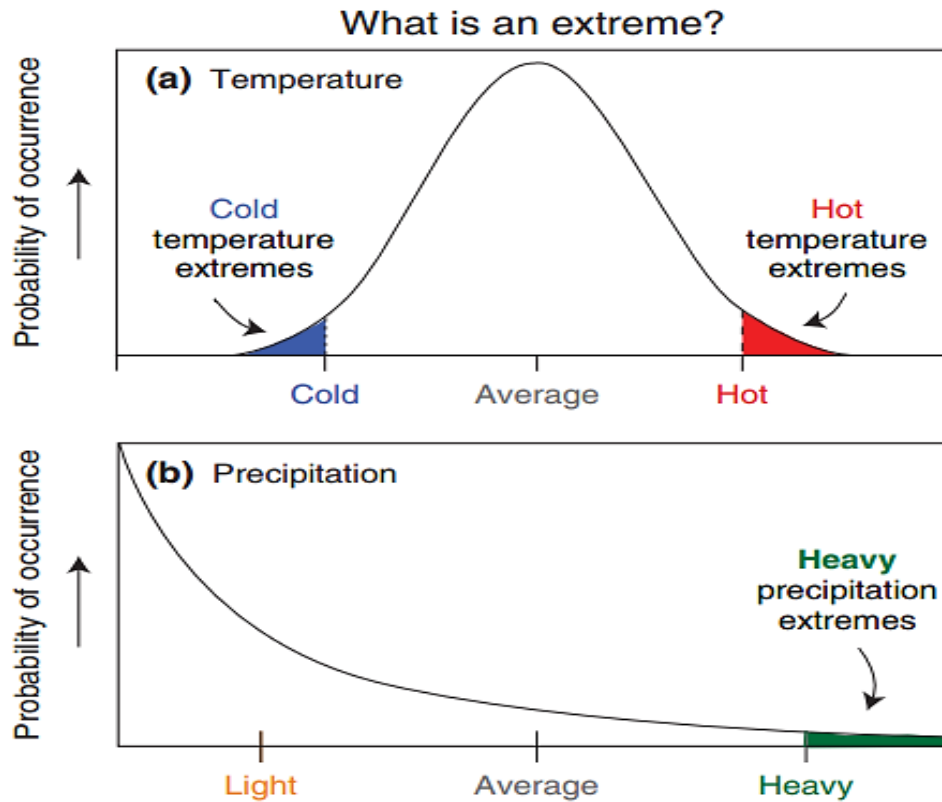 What is an extreme?
(a) Temperature
Probability of occurrence
Cold
temperature
extremes
Hot
temperature
extremes
Cold
Average
Hot
(b) Precipitation
Probability of occurrence
Heavy
precipitation
extremes
Light
Average
Heavy